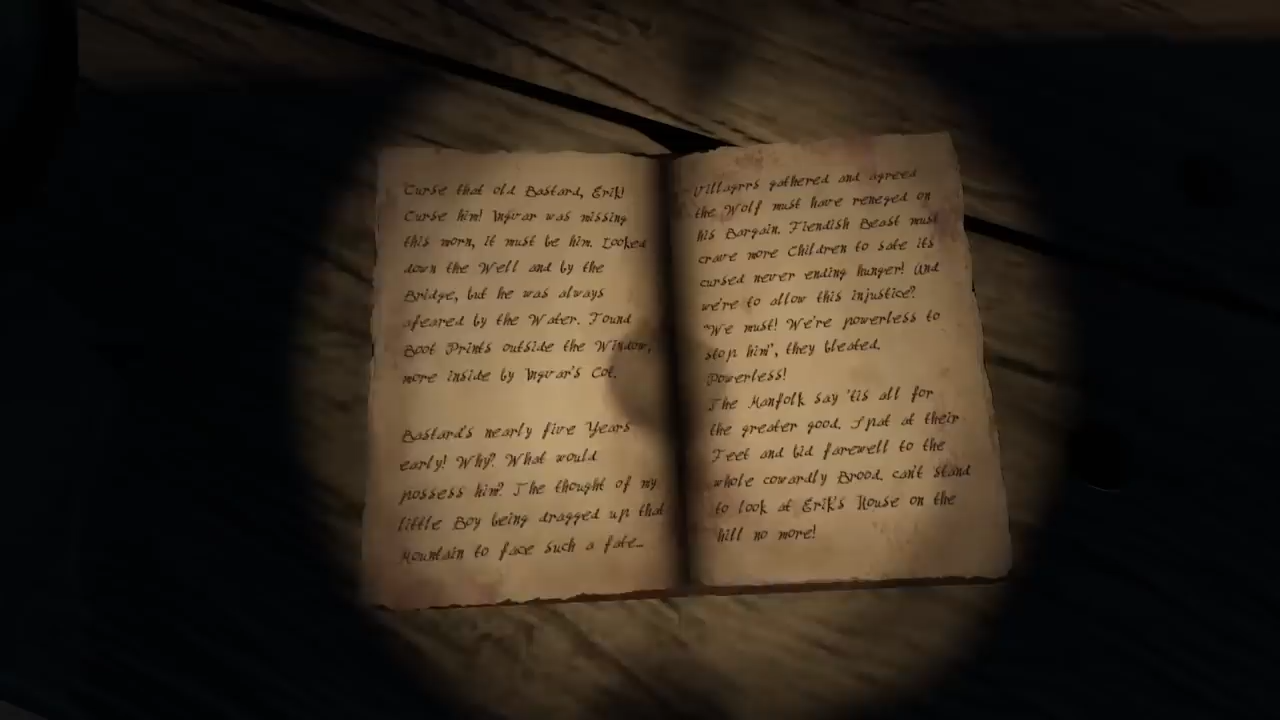 Curse that old Bastard, Erik!
Curse him! Ingvar was missing
this morn, it must be him. Looked
down the Well and by the
Bridge, but he was always
afeared by the Water. Found
Boot Prints outside the Window,
more inside by Ingvar's Cot.
Bastard's nearly five Years
early! Why? What would
possess him? The thought of my
little Boy being dragged up that
Mountain to face such a fate...
Villagrrs gathered and agreed
the Wolf must have reneged on
his Bargain. Fiendish Beast must
crave more Children to sate its
cursed never ending hunger! And
we're to allow this injustice?
"We must! We're powerless to
stop him", they bleated.
Powerless!
The Manfolk say 'tis all for
the greater good. I spat at their
Feet and bid farewell to the
whole cowardly Brood. can't stand
to look at Erik's House on the
hill no more!